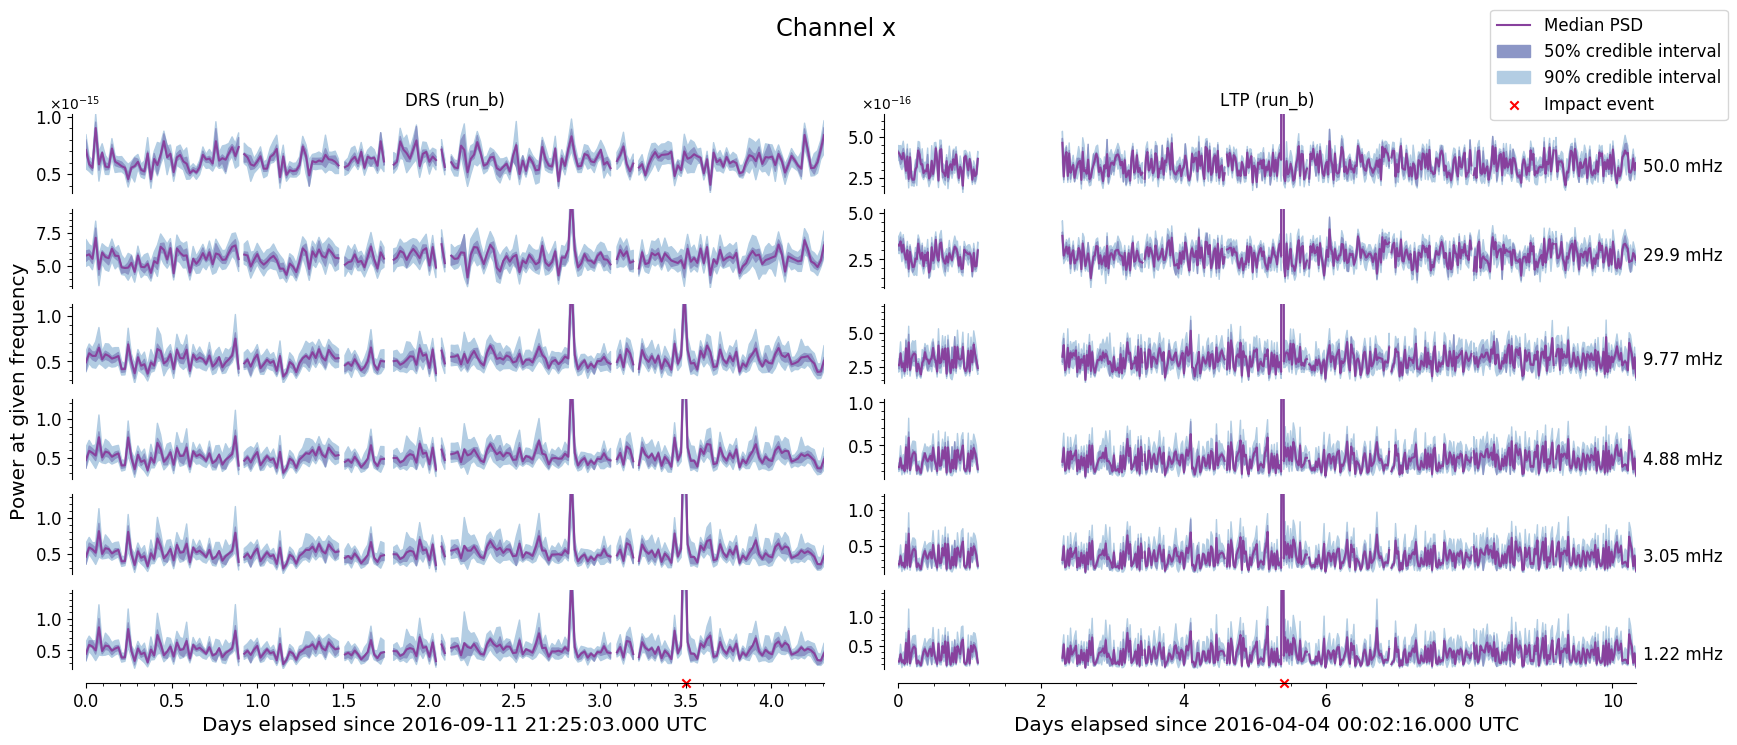 Channel x
Median PSD
50% credible interval
90% credible interval
Impact event
DRS (run_b)
×10⁻¹⁵
1.0
0.5
7.5
5.0
1.0
0.5
1.0
0.5
1.0
0.5
1.0
0.5
Power at given frequency
0.0 0.5 1.0 1.5 2.0 2.5 3.0 3.5 4.0
Days elapsed since 2016-09-11 21:25:03.000 UTC
LTP (run_b)
×10⁻¹⁶
5.0
2.5
50.0 mHz
5.0
2.5
29.9 mHz
5.0
2.5
9.77 mHz
1.0
0.5
4.88 mHz
1.0
0.5
3.05 mHz
1.0
0.5
1.22 mHz
0 2 4 6 8 10
Days elapsed since 2016-04-04 00:02:16.000 UTC